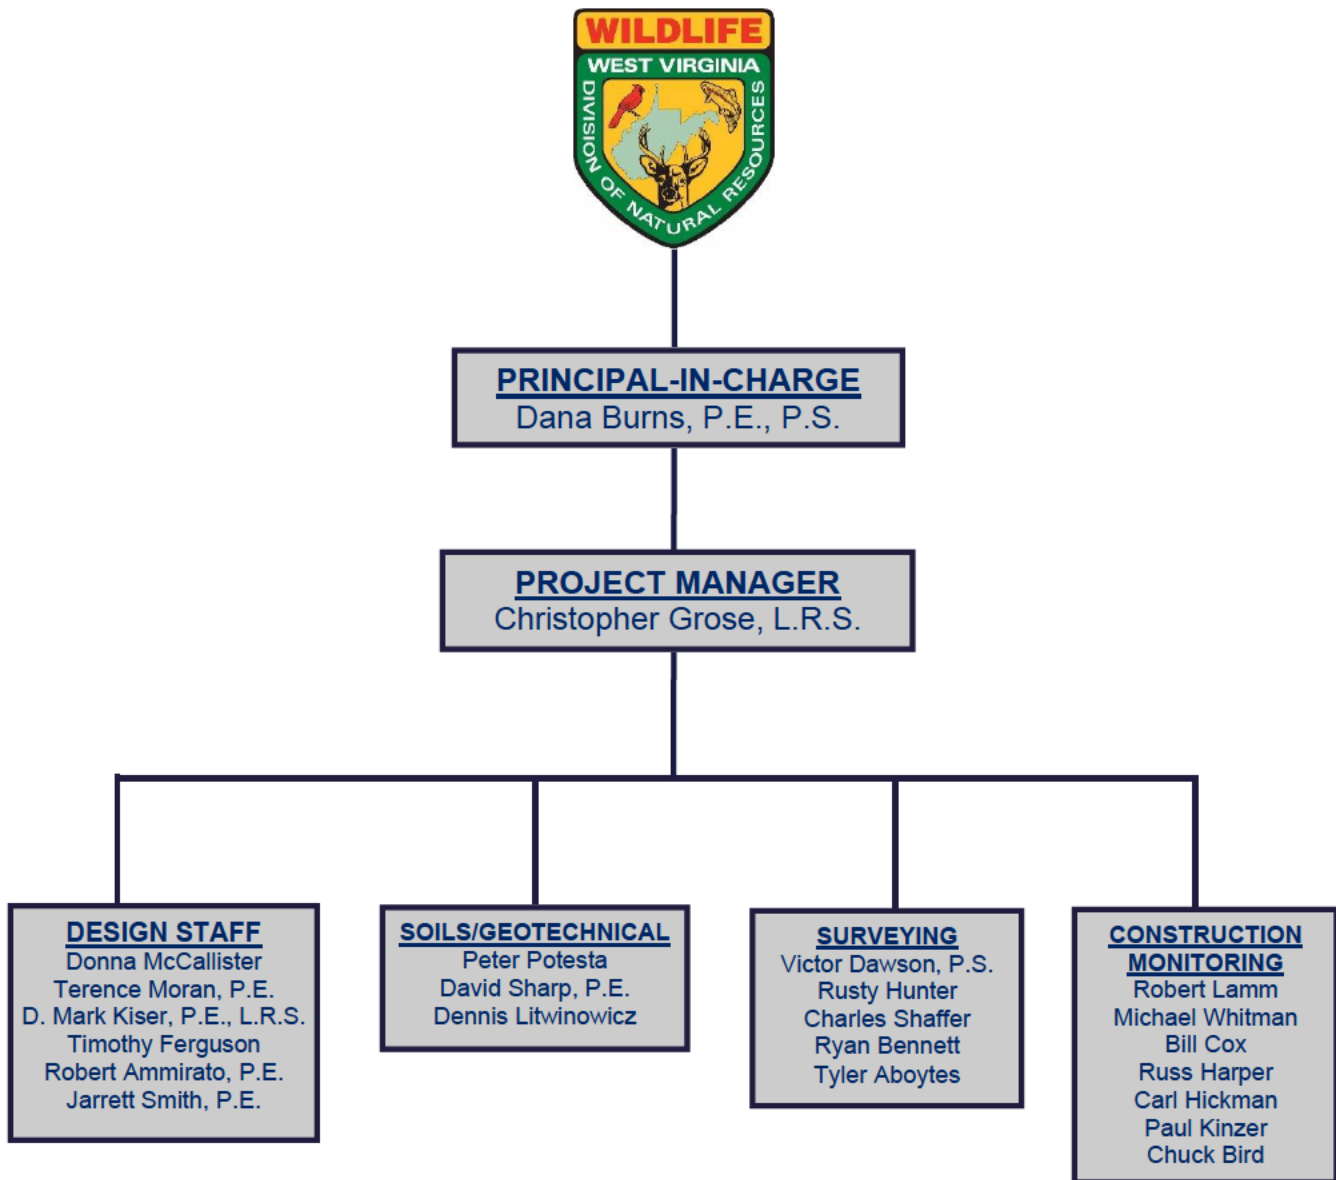 WILDLIFE
WEST VIRGINIA
DIVISION OF NATURAL RESOURCES
PRINCIPAL-IN-CHARGE
Dana Burns, P.E., P.S.
PROJECT MANAGER
Christopher Grose, L.R.S.
DESIGN STAFF
Donna McCallister
Terence Moran, P.E.
D. Mark Kiser, P.E., L.R.S.
Timothy Ferguson
Robert Ammirato, P.E.
Jarrett Smith, P.E.
SOILS/GEOTECHNICAL
Peter Potesta
David Sharp, P.E.
Dennis Litwinowicz
SURVEYING
Victor Dawson, P.S.
Rusty Hunter
Charles Shaffer
Ryan Bennett
Tyler Aboytes
CONSTRUCTION
MONITORING
Robert Lamm
Michael Whitman
Bill Cox
Russ Harper
Carl Hickman
Paul Kinzer
Chuck Bird